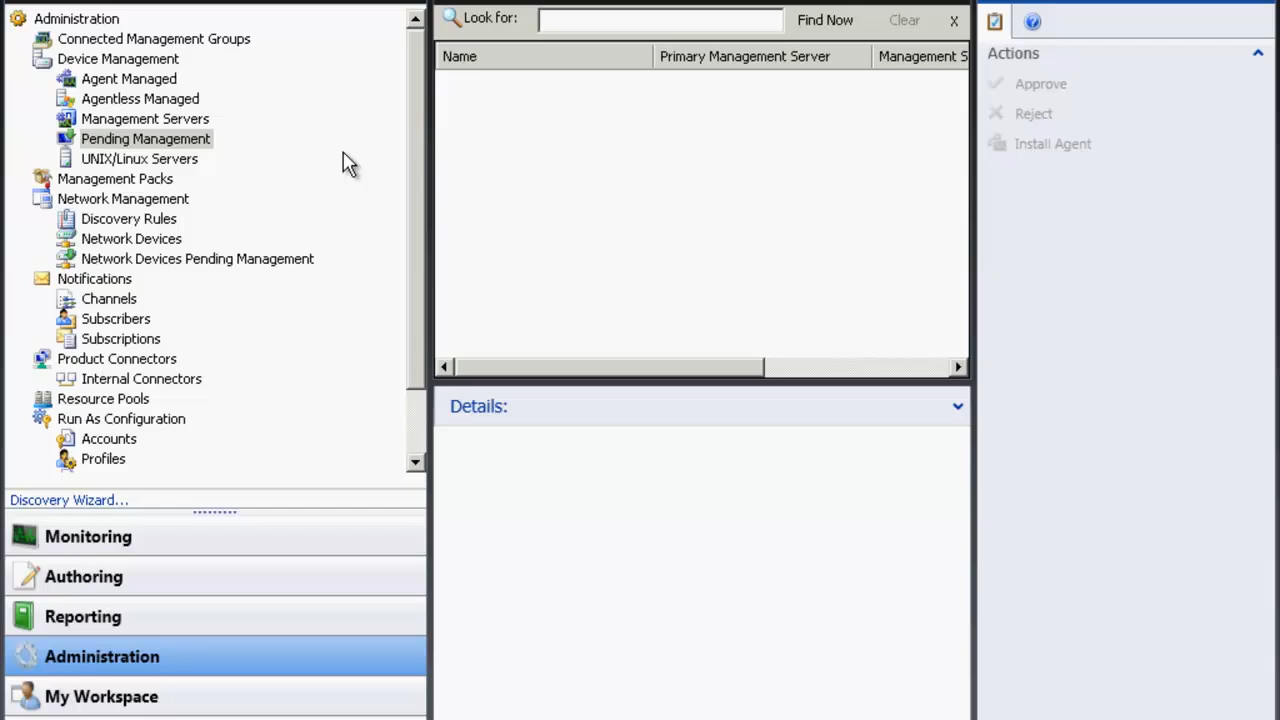 Administration
Connected Management Groups
Device Management
Agent Managed
Agentless Managed
Management Servers
Pending Management
UNIX/Linux Servers
Management Packs
Network Management
Discovery Rules
Network Devices
Network Devices Pending Management
Notifications
Channels
Subscribers
Subscriptions
Product Connectors
Internal Connectors
Resource Pools
Run As Configuration
Accounts
Profiles
Discovery Wizard...
Monitoring
Authoring
Reporting
Administration
My Workspace
Look for: Find Now Clear x
Name Primary Management Server Management S
Details:
Actions
Approve
Reject
Install Agent